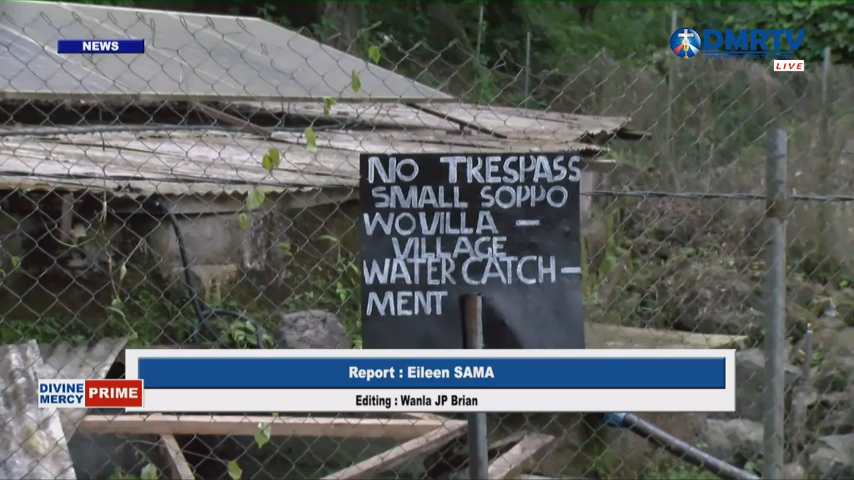 NEWS
DMRTV
LIVE
NO TRESPASS
SMALL SOPPO
WOVILLA -
VILLAGE
WATER CATCH-
MENT
Report : Eileen SAMA
DIVINE
MERCY
PRIME
Editing : Wanla JP Brian